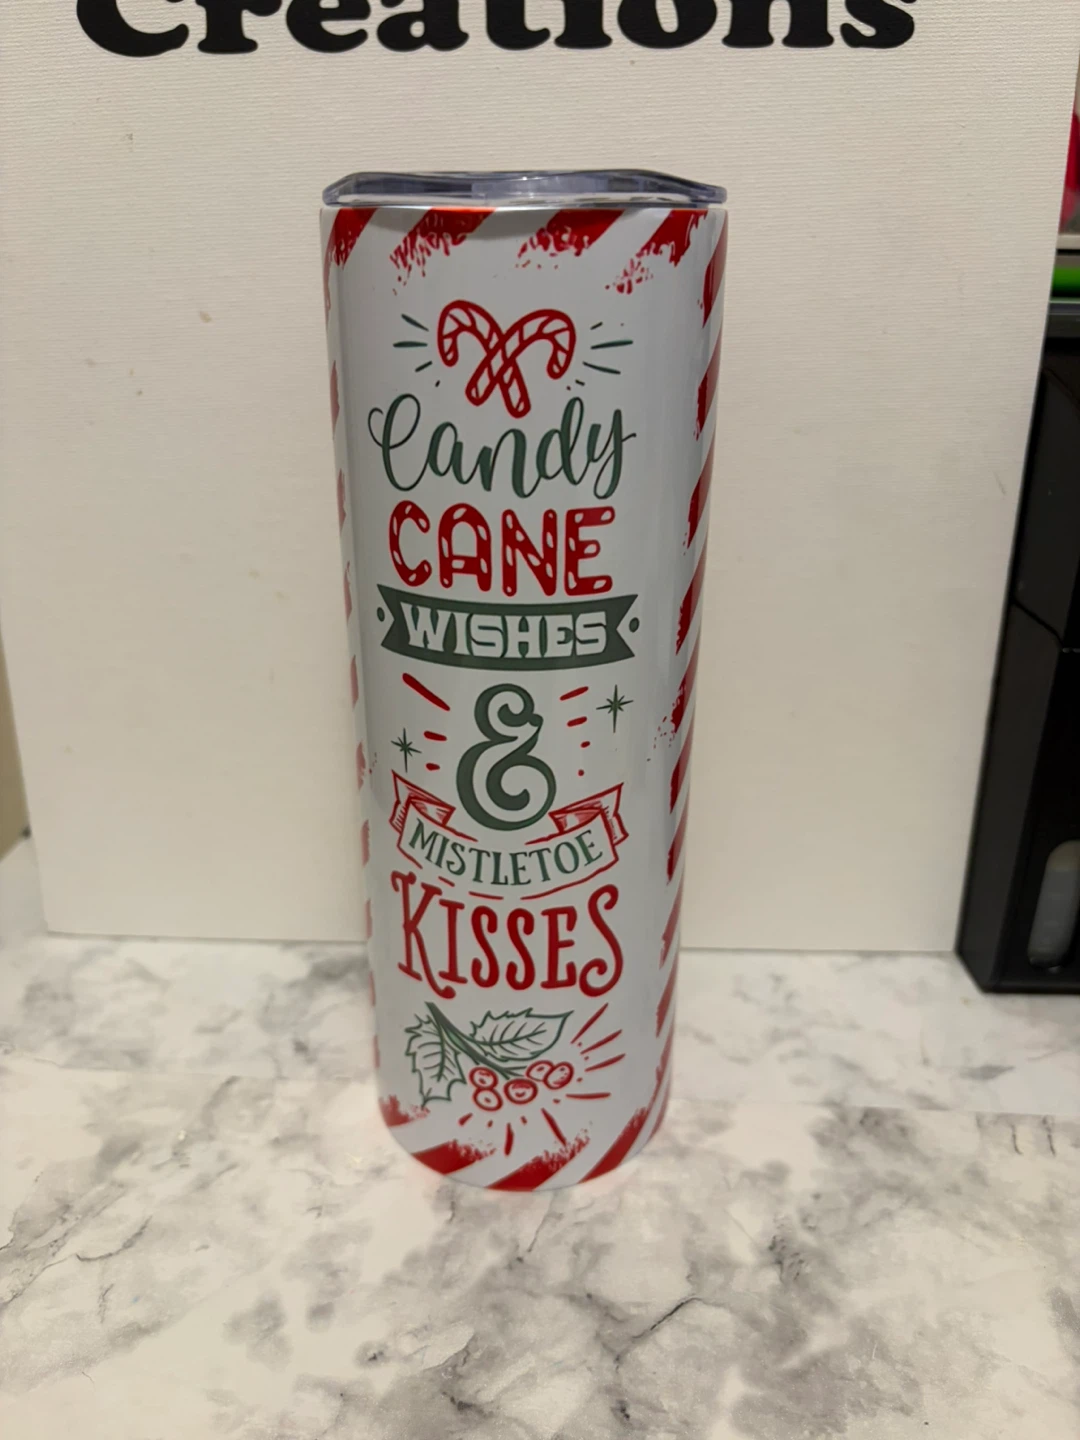 Creations
Candy
CANE
WISHES
&
MISTLETOE
KISSES